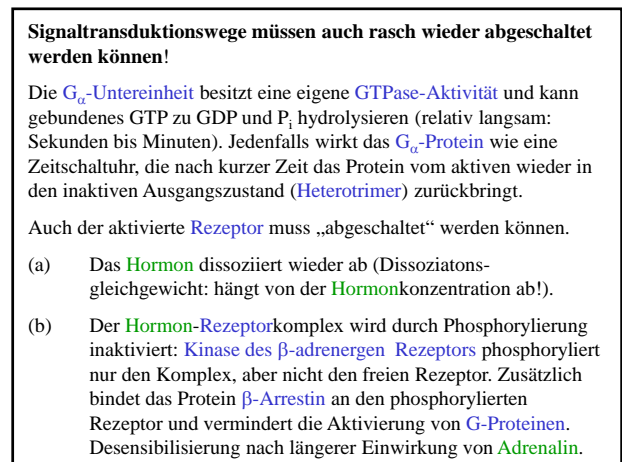 Signaltransduktionswege müssen auch rasch wieder abgeschaltet
werden können!
Die Gα-Untereinheit besitzt eine eigene GTPase-Aktivität und kann
gebundenes GTP zu GDP und Pi hydrolysieren (relativ langsam:
Sekunden bis Minuten). Jedenfalls wirkt das Gα-Protein wie eine
Zeitschaltuhr, die nach kurzer Zeit das Protein vom aktiven wieder in
den inaktiven Ausgangszustand (Heterotrimer) zurückbringt.
Auch der aktivierte Rezeptor muss „abgeschaltet“ werden können.
(a) Das Hormon dissoziiert wieder ab (Dissoziatons-
gleichgewicht: hängt von der Hormonkonzentration ab!).
(b) Der Hormon-Rezeptorkomplex wird durch Phosphorylierung
inaktiviert: Kinase des β-adrenergen Rezeptors phosphoryliert
nur den Komplex, aber nicht den freien Rezeptor. Zusätzlich
bindet das Protein β-Arrestin an den phosphorylierten
Rezeptor und vermindert die Aktivierung von G-Proteinen.
Desensibilisierung nach längerer Einwirkung von Adrenalin.